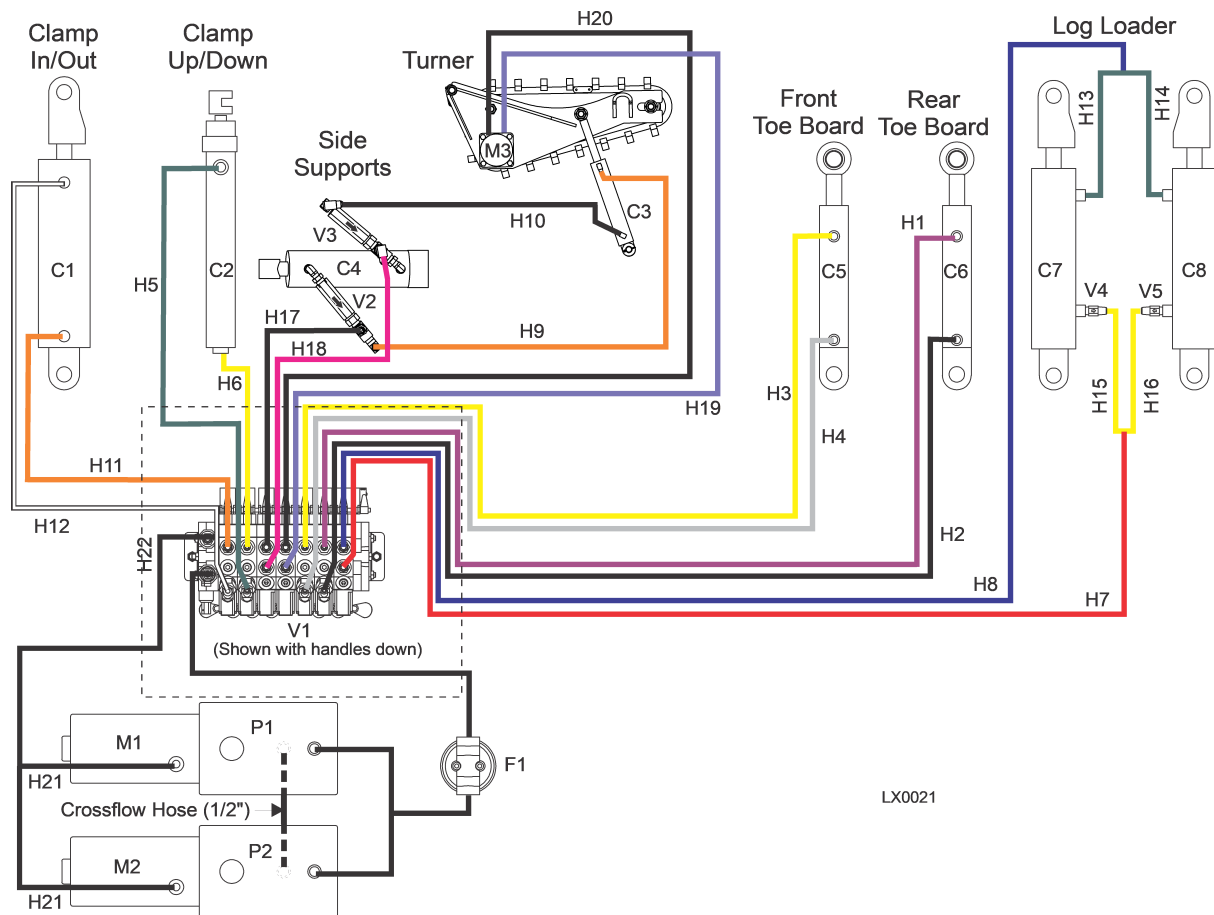 H20
Clamp
In/Out
Clamp
Up/Down
Turner
Log Loader
Front
Toe Board
Rear
Toe Board
Side
Supports
H13
H14
M3
H10
C3
V3
H1
C1
C2
C4
C5
C6
C7
C8
H5
V2
V4
V5
H17
H18
H9
H6
H3
H19
H15
H16
H4
H11
H12
H22
H2
H8
H7
V1
(Shown with handles down)
P1
M1
H21
F1
Crossflow Hose (1/2")
LX0021
P2
M2
H21